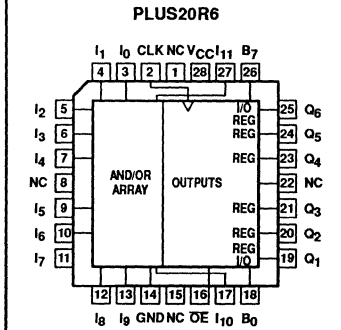 PLUS20R6
I1 I0 CLK NC VCC I11 B7
4 3 2 1 28 27 26
I2 5 I/O 25 Q6
REG
I3 6 REG 24 Q5
I4 7 REG 23 Q4
NC 8 AND/OR ARRAY OUTPUTS 22 NC
I5 9 REG 21 Q3
I6 10 REG 20 Q2
REG
I7 11 I/O 19 Q1
12 13 14 15 16 17 18
I8 I9 GND NC OE I10 B0